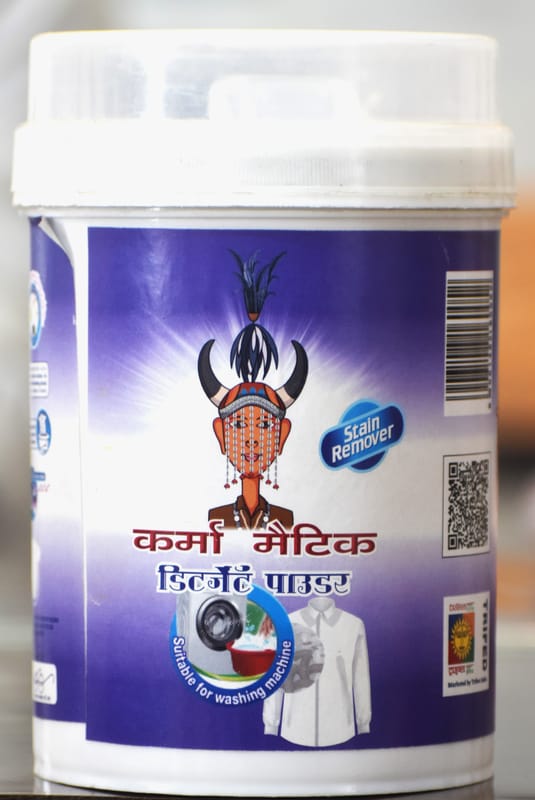 Stain
Remover
कर्मा मैटिक
डिटर्जेंट पाउडर
Suitable for washing machine
TRIFED